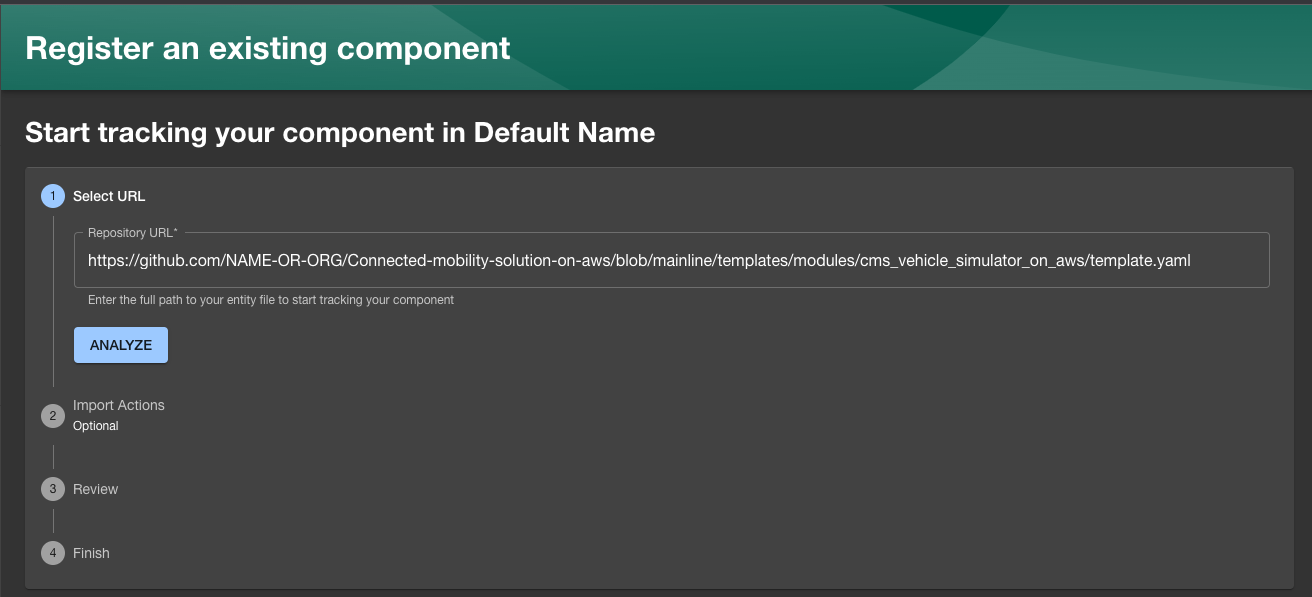 Register an existing component
Start tracking your component in Default Name
1 Select URL
Repository URL*
https://github.com/NAME-OR-ORG/Connected-mobility-solution-on-aws/blob/mainline/templates/modules/cms_vehicle_simulator_on_aws/template.yaml
Enter the full path to your entity file to start tracking your component
ANALYZE
2 Import Actions
Optional
3 Review
4 Finish